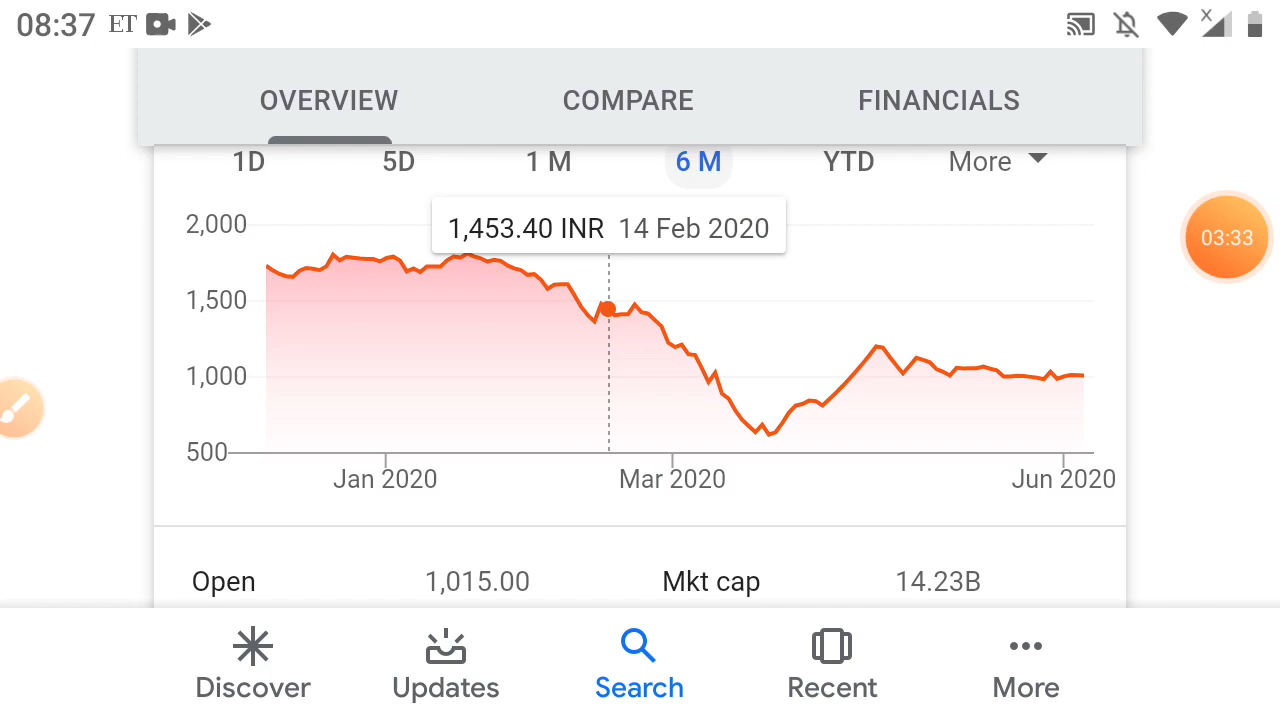 08:37 ET X
OVERVIEW COMPARE FINANCIALS
1D 5D 1 M 6 M YTD More
1,453.40 INR 14 Feb 2020
03:33
2,000
1,500
1,000
500
Jan 2020 Mar 2020 Jun 2020
Open 1,015.00 Mkt cap 14.23B
Discover Updates Search Recent More